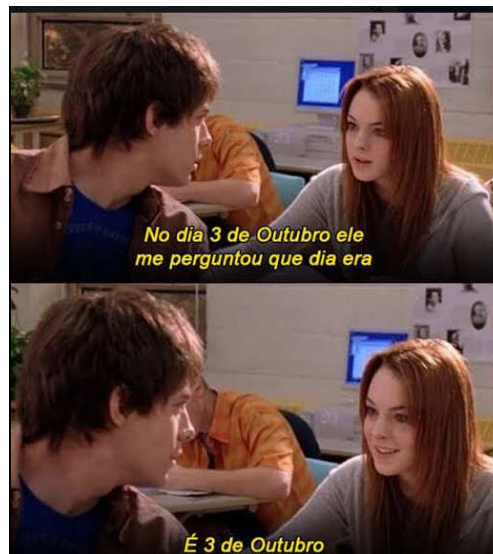 No dia 3 de Outubro ele
me perguntou que dia era
É 3 de Outubro